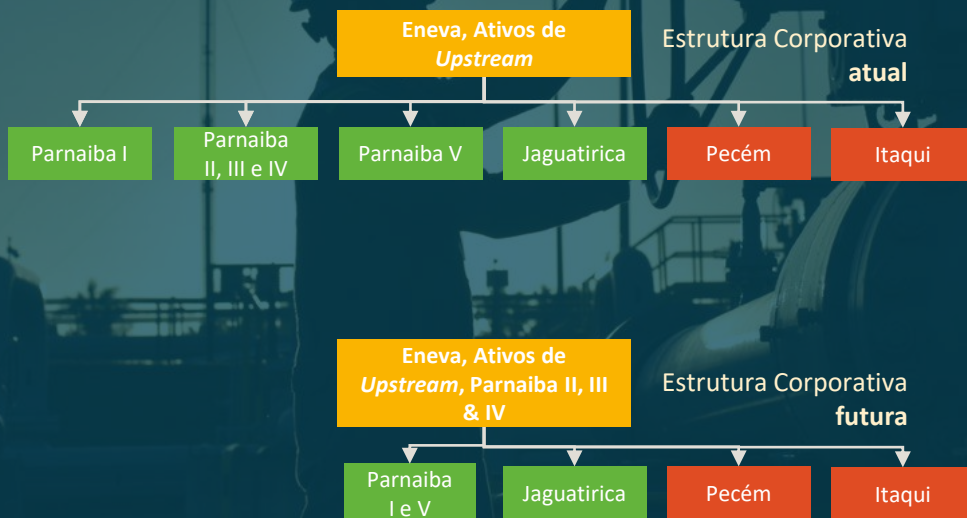 Eneva, Ativos de
Upstream
Estrutura Corporativa
atual
Parnaiba I
Parnaiba
II, III e IV
Parnaiba V
Jaguatirica
Pecém
Itaqui
Eneva, Ativos de
Upstream, Parnaiba II, III
& IV
Estrutura Corporativa
futura
Parnaiba
I e V
Jaguatirica
Pecém
Itaqui